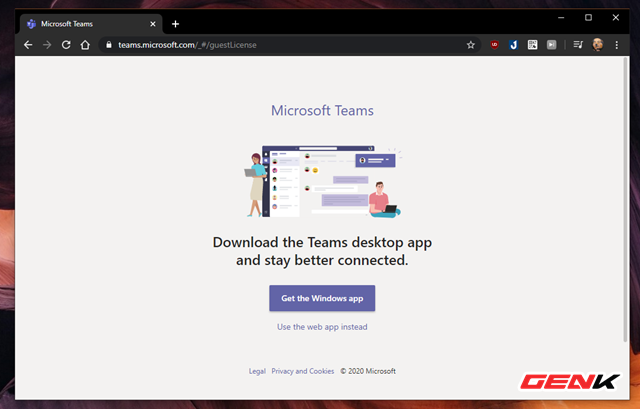 Microsoft Teams
teams.microsoft.com/_#/guestLicense
Microsoft Teams
Download the Teams desktop app
and stay better connected.
Get the Windows app
Use the web app instead
Legal Privacy and Cookies © 2020 Microsoft
GENK